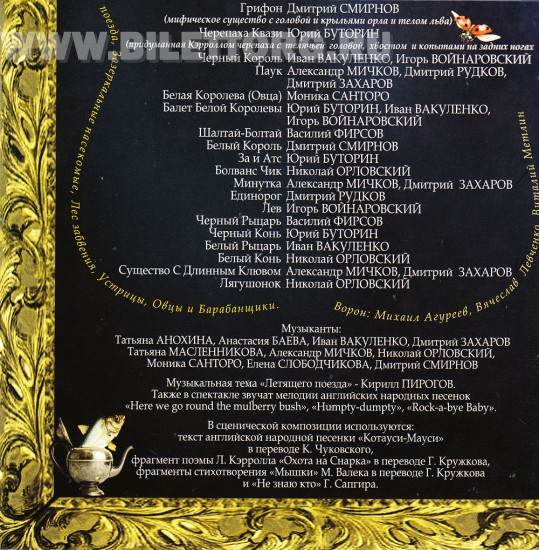 Грифон Дмитрий СМИРНОВ
(мифическое существо с головой и крыльями орла и телом льва)
Черепаха Квази Юрий БУТОРИН
(придуманная Кэрроллом черепаха с телячьей головой, хвостом и копытами на задних ногах
Черный Король Иван ВАКУЛЕНКО, Игорь ВОЙНАРОВСКИЙ
Паук Александр МИЧКОВ, Дмитрий РУДКОВ,
Дмитрий ЗАХАРОВ
Белая Королева (Овца) Моника САНТОРО
Балет Белой Королевы Юрий БУТОРИН, Иван ВАКУЛЕНКО,
Игорь ВОЙНАРОВСКИЙ
Шалтай-Болтай Василий ФИРСОВ
Белый Король Дмитрий СМИРНОВ
За и Атс Юрий БУТОРИН
Болванс Чик Николай ОРЛОВСКИЙ
Минутка Александр МИЧКОВ, Дмитрий ЗАХАРОВ
Единорог Дмитрий РУДКОВ
Лев Игорь ВОЙНАРОВСКИЙ
Черный Рыцарь Василий ФИРСОВ
Черный Конь Юрий БУТОРИН
Белый Рыцарь Иван ВАКУЛЕНКО
Белый Конь Николай ОРЛОВСКИЙ
Существо С Длинным Клювом Александр МИЧКОВ, Дмитрий ЗАХАРОВ
Лягушонок Николай ОРЛОВСКИЙ
поезда, Зазеркальные насекомые, Лес забвения, Устрицы, Овцы и Барабанщики.
Ворон: Михаил Агуреев, Вячеслав Левченко, Виталий Метлин
Музыканты:
Татьяна АНОХИНА, Анастасия БАЕВА, Иван ВАКУЛЕНКО, Дмитрий ЗАХАРОВ
Татьяна МАСЛЕННИКОВА, Александр МИЧКОВ, Николай ОРЛОВСКИЙ,
Моника САНТОРО, Елена СЛОБОДЧИКОВА, Дмитрий СМИРНОВ
Музыкальная тема «Летящего поезда» - Кирилл ПИРОГОВ.
Также в спектакле звучат мелодии английских народных песенок
«Here we go round the mulberry bush», «Humpty-dumpty», «Rock-a-bye Baby».
В сценической композиции используются:
текст английской народной песенки «Котауси-Мауси»
в переводе К. Чуковского,
фрагмент поэмы Л. Кэрролла «Охота на Снарка» в переводе Г. Кружкова,
фрагменты стихотворения «Мышки» М. Валека в переводе Г. Кружкова
и «Не знаю кто» Г. Сапгира.